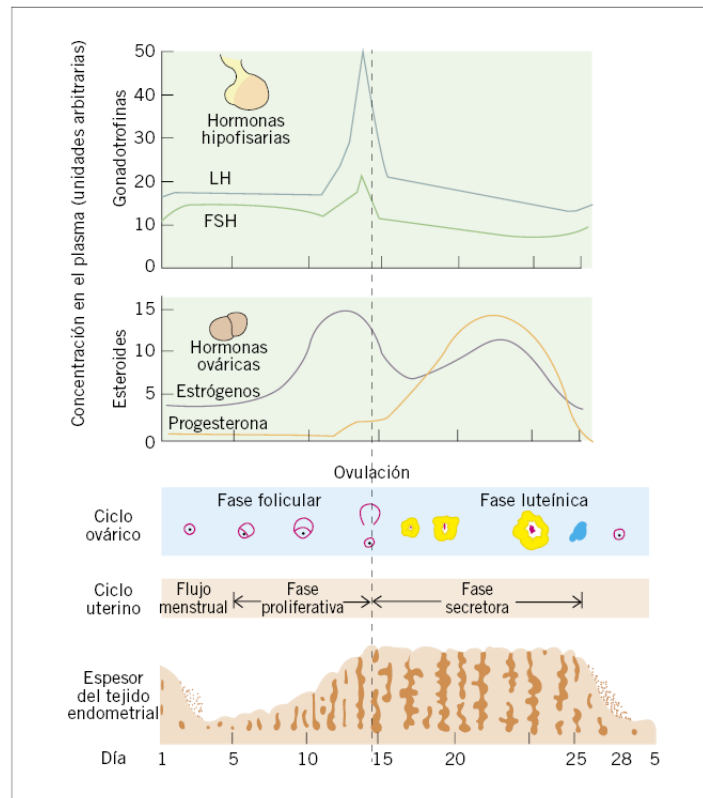 Concentración en el plasma (unidades arbitrarias)
Gonadotrofinas
50
40
30
20
10
0
Hormonas
hipofisarias
LH
FSH
Esteroides
15
10
5
0
Hormonas
ováricas
Estrógenos
Progesterona
Ovulación
Ciclo
ovárico
Fase folicular
Fase luteínica
Ciclo
uterino
Flujo
menstrual
Fase
proliferativa
Fase
secretora
Espesor
del tejido
endometrial
Día
1 5 10 15 20 25 28 5